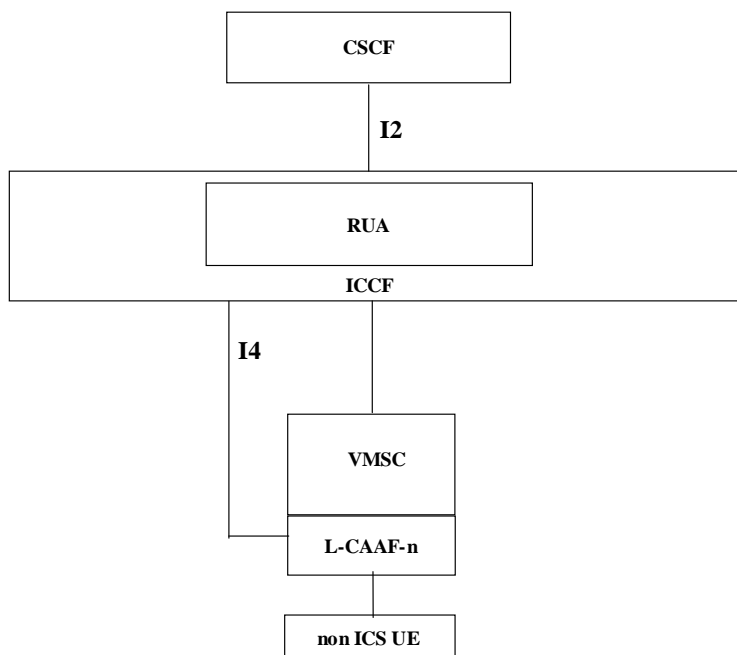 CSCF
I2
RUA
ICCF
I4
VMSC
L-CAAF-n
non ICS UE